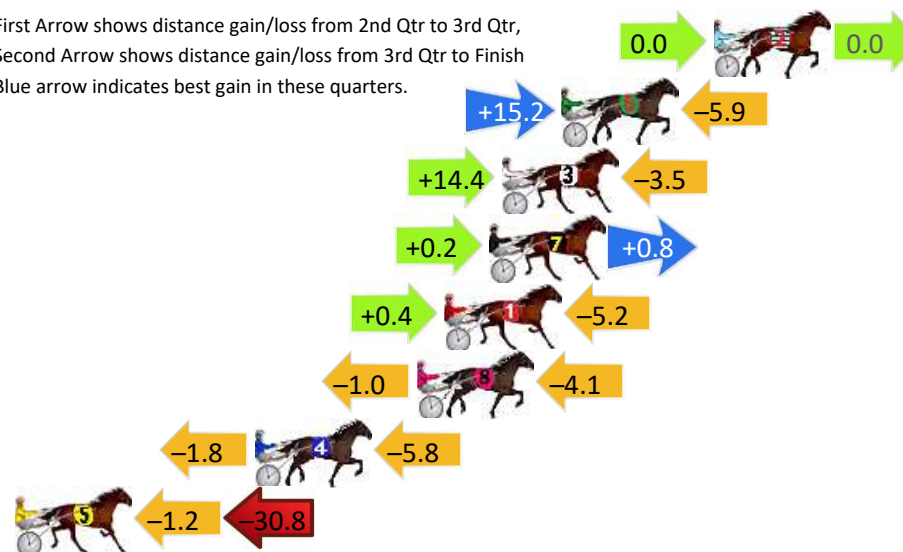 First Arrow shows distance gain/loss from 2nd Qtr to 3rd Qtr,
Second Arrow shows distance gain/loss from 3rd Qtr to Finish
Blue arrow indicates best gain in these quarters.
0.0 2 0.0
+15.2 6 –5.9
+14.4 3 –3.5
+0.2 7 +0.8
+0.4 1 –5.2
–1.0 8 –4.1
–1.8 4 –5.8
5 –1.2 –30.8